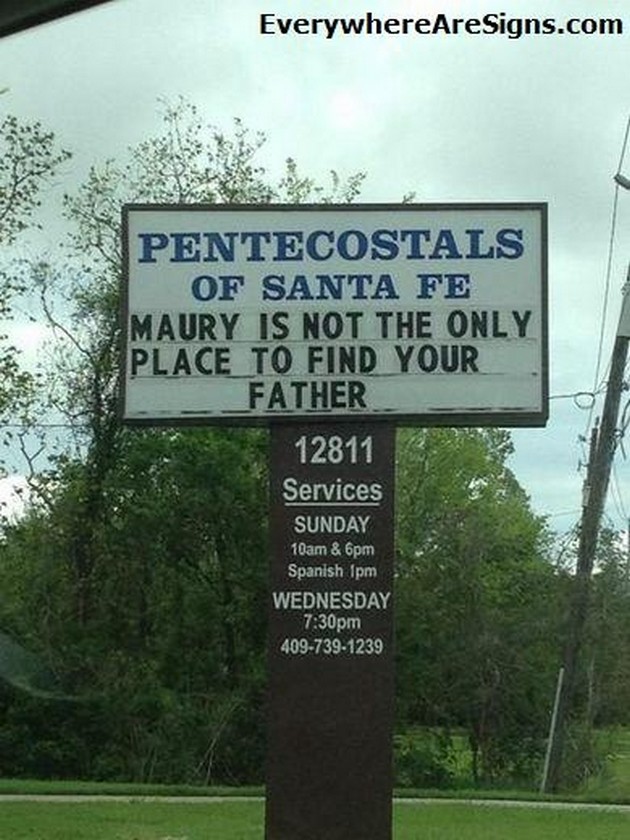 EverywhereAreSigns.com
PENTECOSTALS
OF SANTA FE
MAURY IS NOT THE ONLY
PLACE TO FIND YOUR
FATHER
12811
Services
SUNDAY
10am & 6pm
Spanish 1pm
WEDNESDAY
7:30pm
409-739-1239